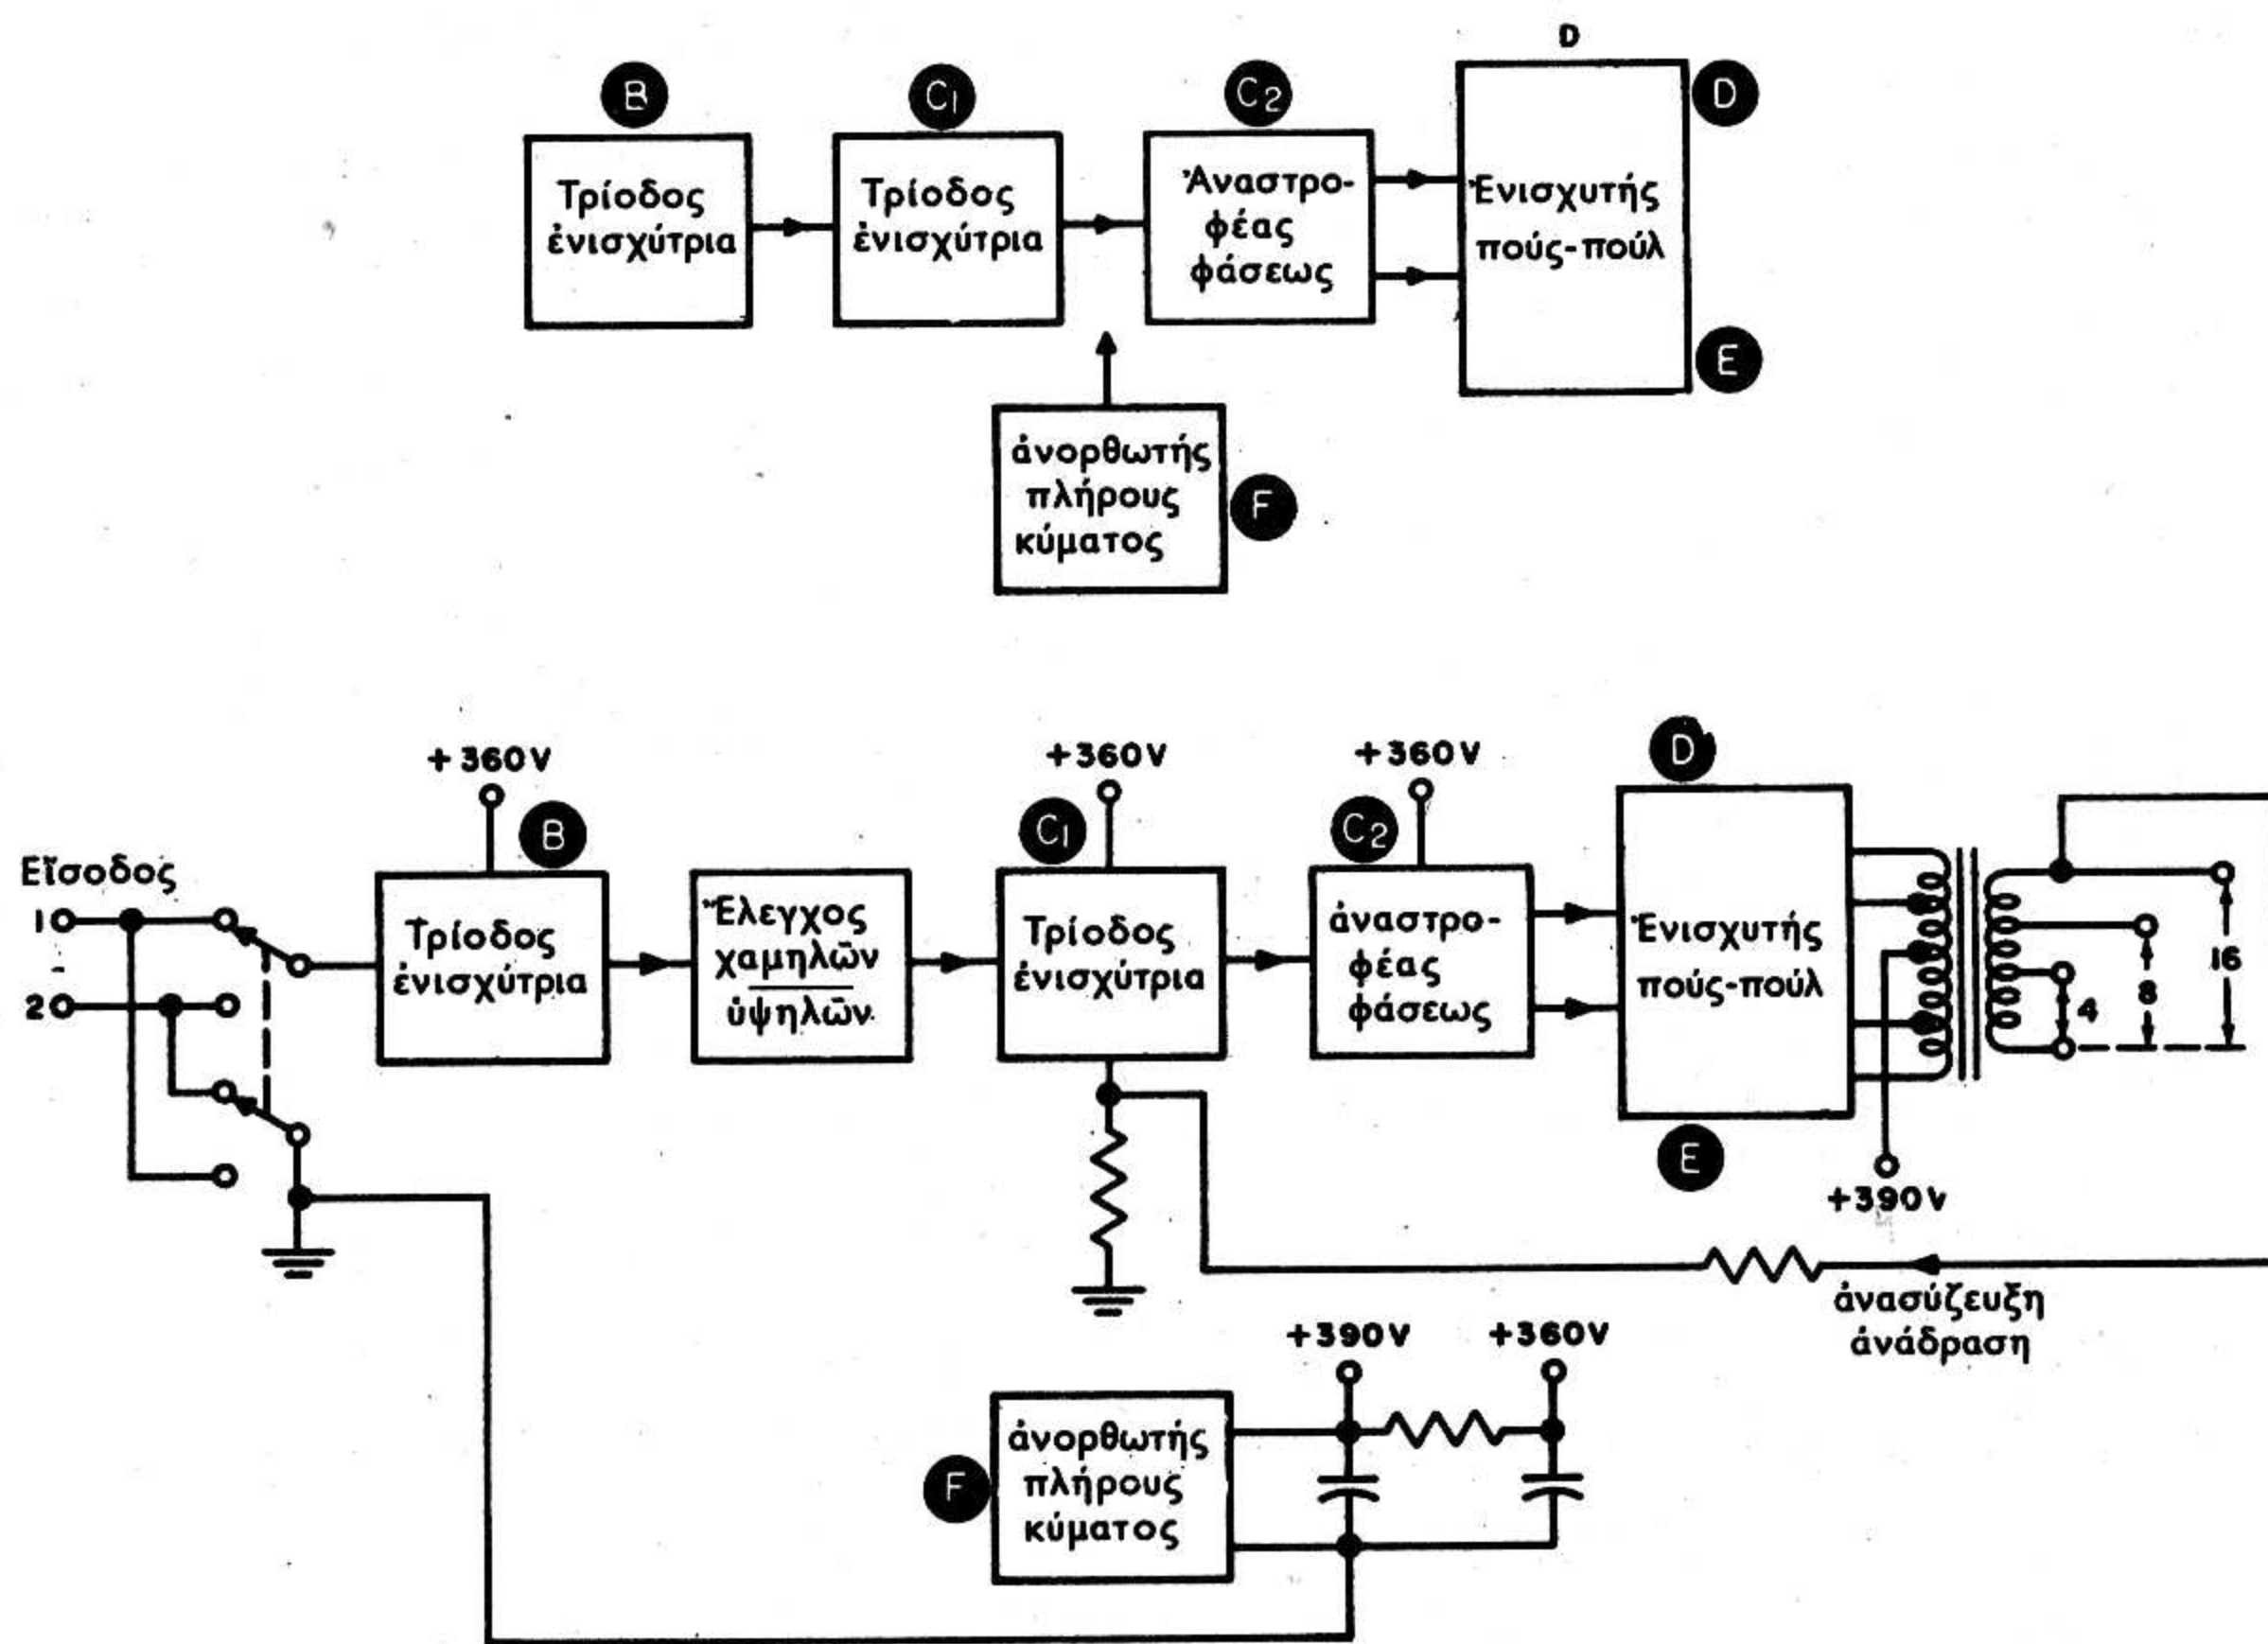 D
B
C1
C2
D
Τρίοδος
ἐνισχύτρια
Τρίοδος
ἐνισχύτρια
Ἀναστρο-
φέας
φάσεως
Ἐνισχυτής
πούς-πούλ
E
ἀνορθωτής
πλήρους
κύματος
F
+360V
+360V
+360V
D
B
C1
C2
Εἴσοδος
1
2
Τρίοδος
ἐνισχύτρια
Ἔλεγχος
χαμηλῶν
ὑψηλῶν
Τρίοδος
ἐνισχύτρια
ἀναστρο-
φέας
φάσεως
Ἐνισχυτής
πούς-πούλ
4
8
16
E
+390V
ἀνασύζευξη
ἀνάδραση
+390V
+360V
F
ἀνορθωτής
πλήρους
κύματος